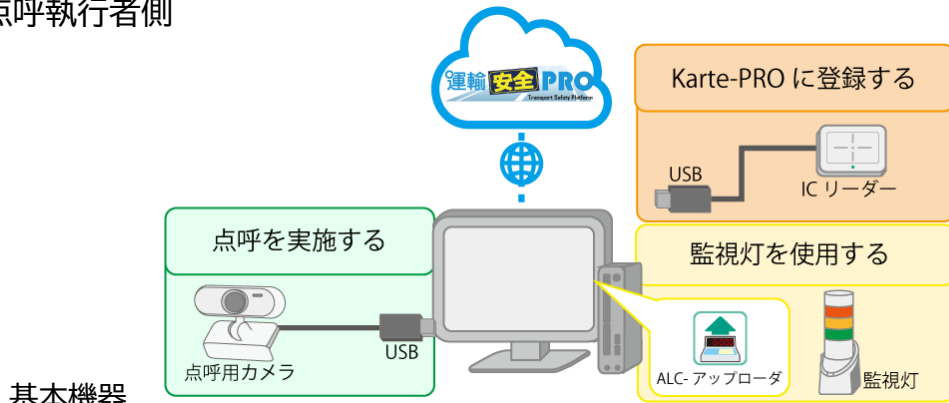 点呼執行者側
運輸安全PRO
Transport Safety Platform
Karte-PRO に登録する
USB
IC リーダー
点呼を実施する
USB
点呼用カメラ
監視灯を使用する
ALC- アップローダ
監視灯
基本機器